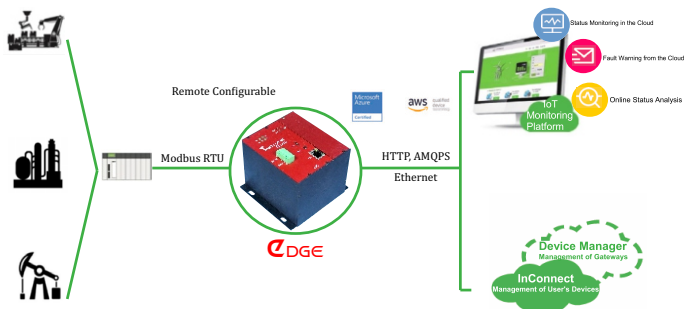 Status Monitoring in the Cloud
Fault Warning from the Cloud
Online Status Analysis
IoT
Monitoring
Platform
Remote Configurable
Microsoft
Azure
Certified
aws
Modbus RTU
HTTP, AMQPS
Ethernet
EDGE
Device Manager
Management of Gateways
InConnect
Management of User's Devices